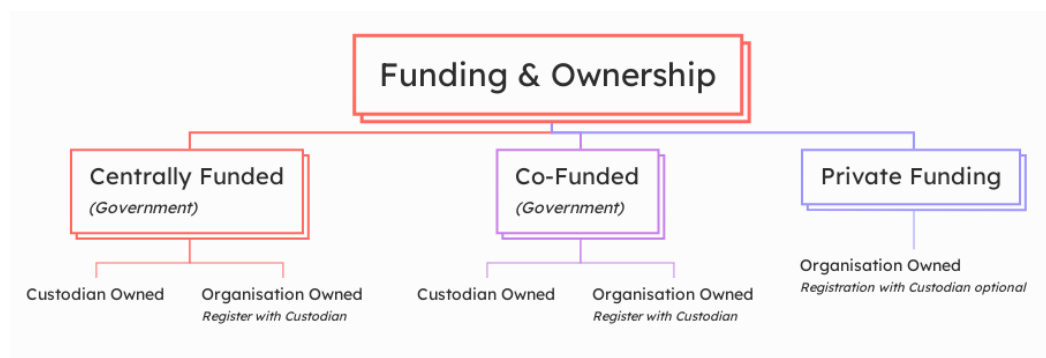 Funding & Ownership
Centrally Funded
(Government)
Co-Funded
(Government)
Private Funding
Custodian Owned
Organisation Owned
Register with Custodian
Custodian Owned
Organisation Owned
Register with Custodian
Organisation Owned
Registration with Custodian optional